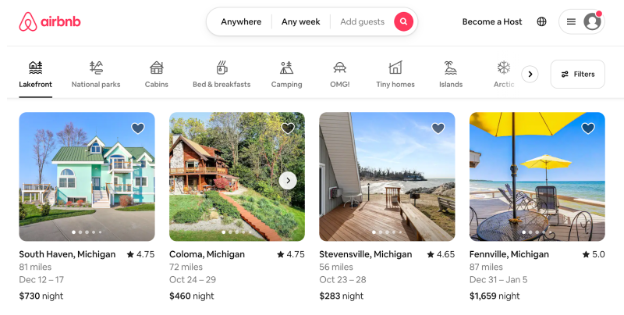 airbnb
Anywhere Any week Add guests
Become a Host
Lakefront National parks Cabins Bed & breakfasts Camping OMG! Tiny homes Islands Arctic
Filters
South Haven, Michigan 4.75
81 miles
Dec 12 – 17
$730 night
Coloma, Michigan 4.75
72 miles
Oct 24 – 29
$460 night
Stevensville, Michigan 4.65
56 miles
Oct 23 – 28
$283 night
Fennville, Michigan 5.0
87 miles
Dec 31 – Jan 5
$1,659 night